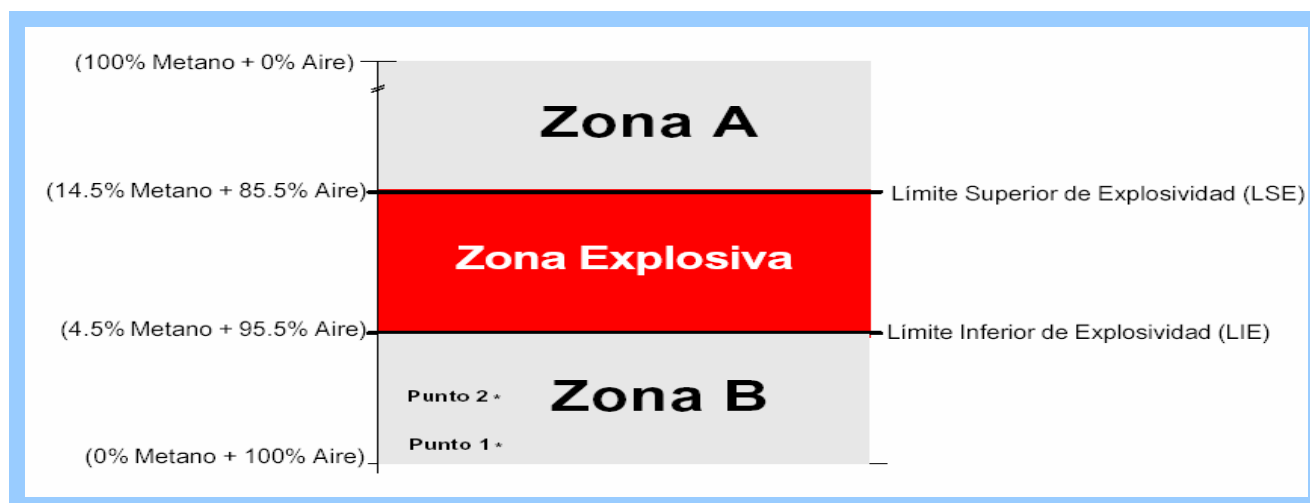 (100% Metano + 0% Aire)
Zona A
(14.5% Metano + 85.5% Aire)
Límite Superior de Explosividad (LSE)
Zona Explosiva
(4.5% Metano + 95.5% Aire)
Límite Inferior de Explosividad (LIE)
Punto 2 *
Zona B
Punto 1 *
(0% Metano + 100% Aire)